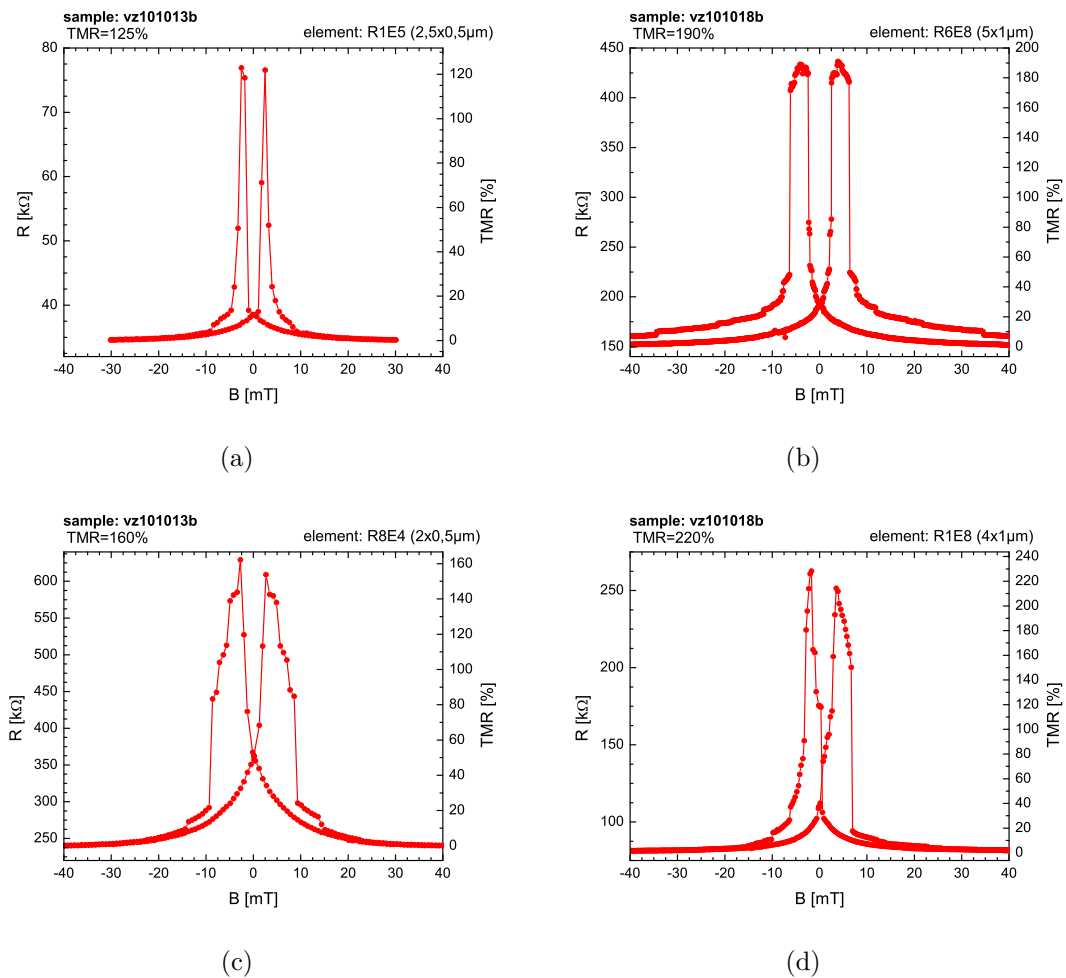 sample: vz101013b
TMR=125% element: R1E5 (2,5x0,5µm)
80
70
60
50
40
R [kΩ]
120
100
80
60
40
20
0
TMR [%]
-40 -30 -20 -10 0 10 20 30 40
B [mT]
(a)
sample: vz101018b
TMR=190% element: R6E8 (5x1µm)
450
425
375
325
275
225
175
150
R [kΩ]
200
180
160
140
120
100
80
60
40
20
0
TMR [%]
-40 -30 -20 -10 0 10 20 30 40
B [mT]
(b)
sample: vz101013b
TMR=160% element: R8E4 (2x0,5µm)
600
550
500
450
400
350
300
250
R [kΩ]
160
140
120
100
80
60
40
20
0
TMR [%]
-40 -30 -20 -10 0 10 20 30 40
B [mT]
(c)
sample: vz101018b
TMR=220% element: R1E8 (4x1µm)
250
200
150
100
R [kΩ]
240
220
200
180
160
140
120
100
80
60
40
20
0
TMR [%]
-40 -30 -20 -10 0 10 20 30 40
B [mT]
(d)